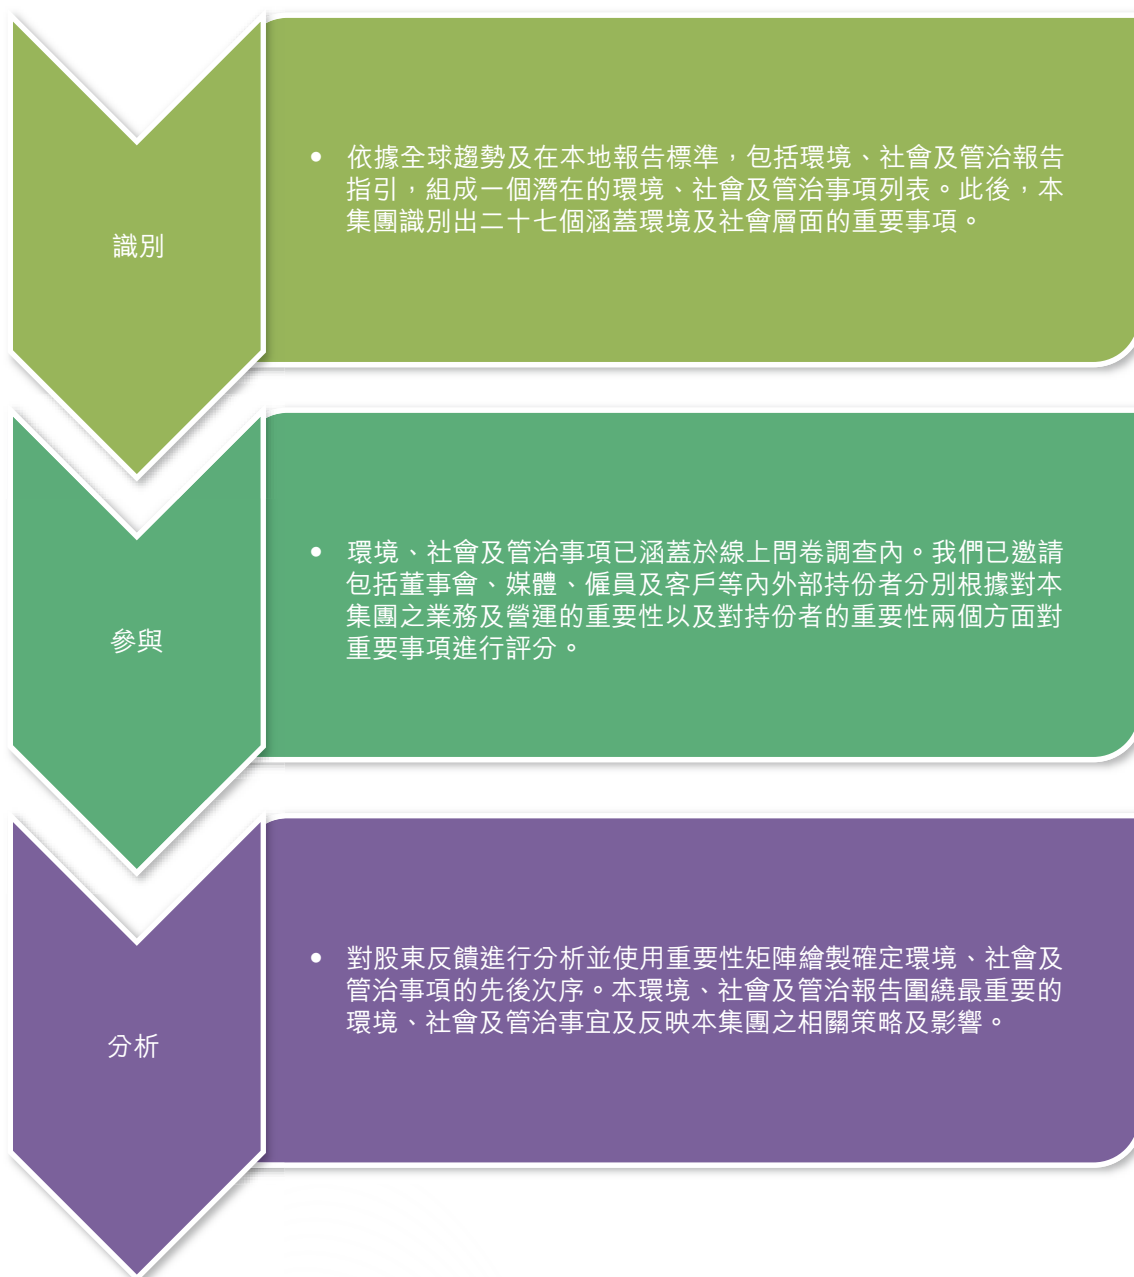 識別
• 依據全球趨勢及在本地報告標準，包括環境、社會及管治報告
指引，組成一個潛在的環境、社會及管治事項列表。此後，本
集團識別出二十七個涵蓋環境及社會層面的重要事項。
參與
• 環境、社會及管治事項已涵蓋於線上問卷調查內。我們已邀請
包括董事會、媒體、僱員及客戶等內外部持份者分別根據對本
集團之業務及營運的重要性以及對持份者的重要性兩個方面對
重要事項進行評分。
分析
• 對股東反饋進行分析並使用重要性矩陣繪製確定環境、社會及
管治事項的先後次序。本環境、社會及管治報告圍繞最重要的
環境、社會及管治事宜及反映本集團之相關策略及影響。